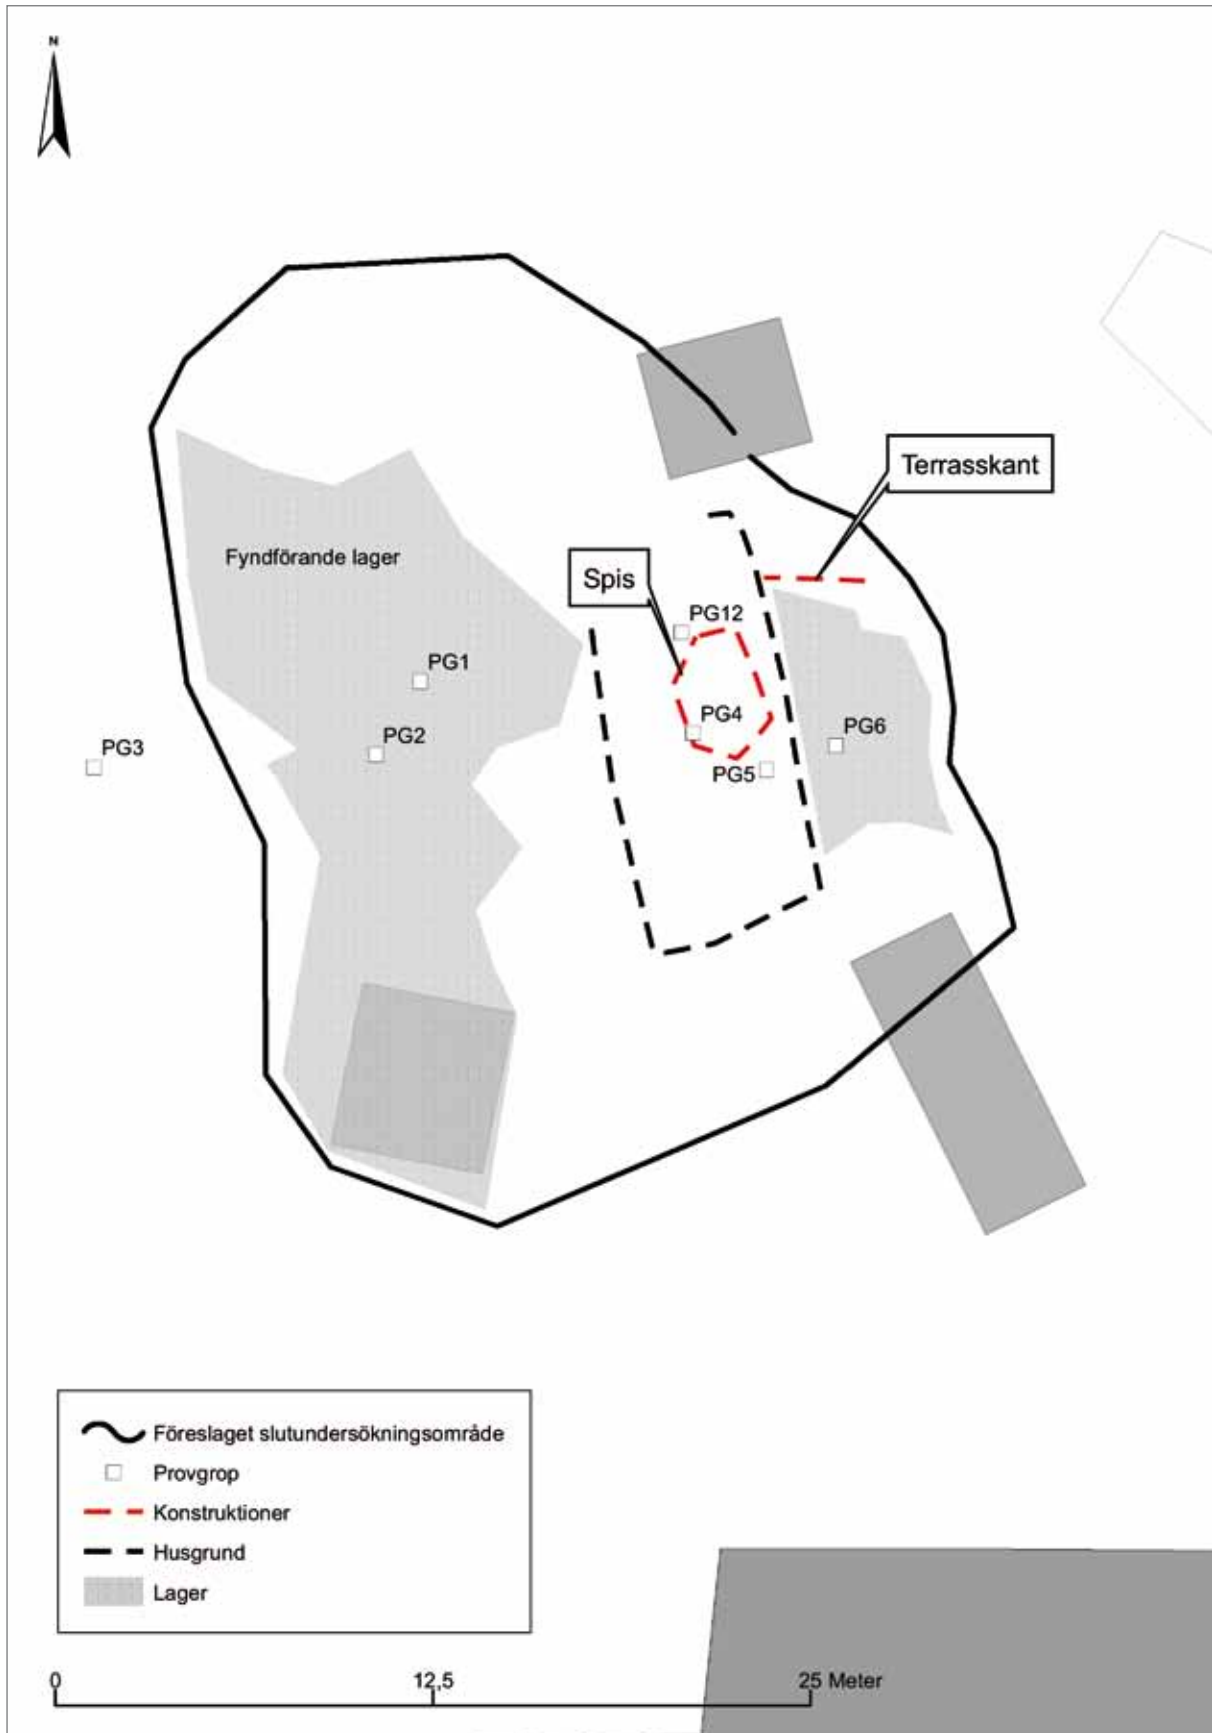 N
Terrasskant
Fyndförande lager
Spis
PG12
PG1
PG4
PG2
PG6
PG3
PG5
Föreslaget slutundersökningsområde
Provgrop
Konstruktioner
Husgrund
Lager
0
12,5
25 Meter